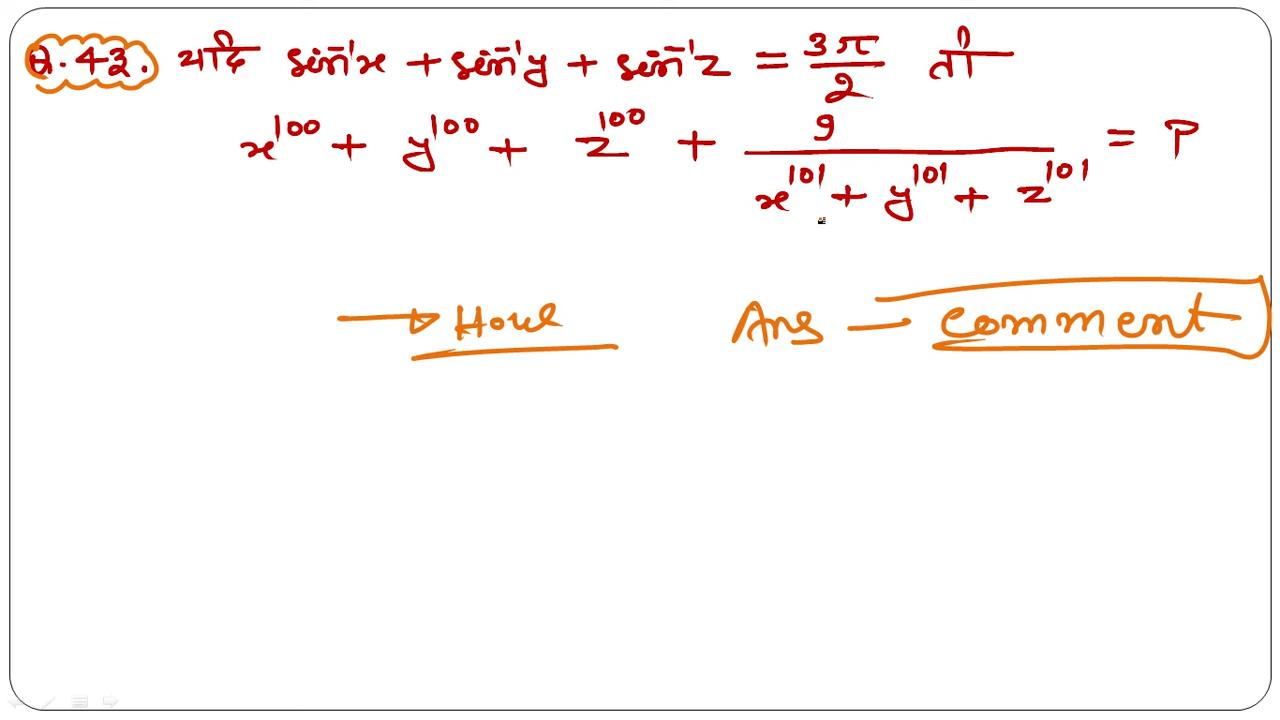 Q.43. यदि sin⁻¹x + sin⁻¹y + sin⁻¹z = 3π/2 तो
x¹⁰⁰ + y¹⁰⁰ + z¹⁰⁰ + 9/(x¹⁰¹ + y¹⁰¹ + z¹⁰¹) = P
Ans — Comment